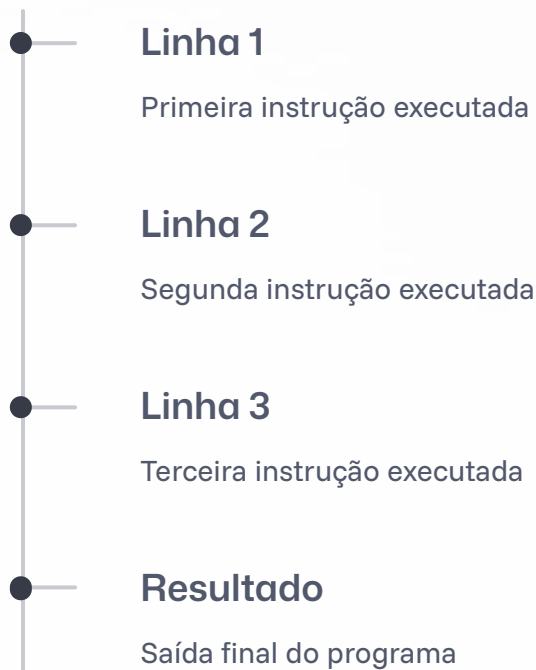 Linha 1
Primeira instrução executada
Linha 2
Segunda instrução executada
Linha 3
Terceira instrução executada
Resultado
Saída final do programa